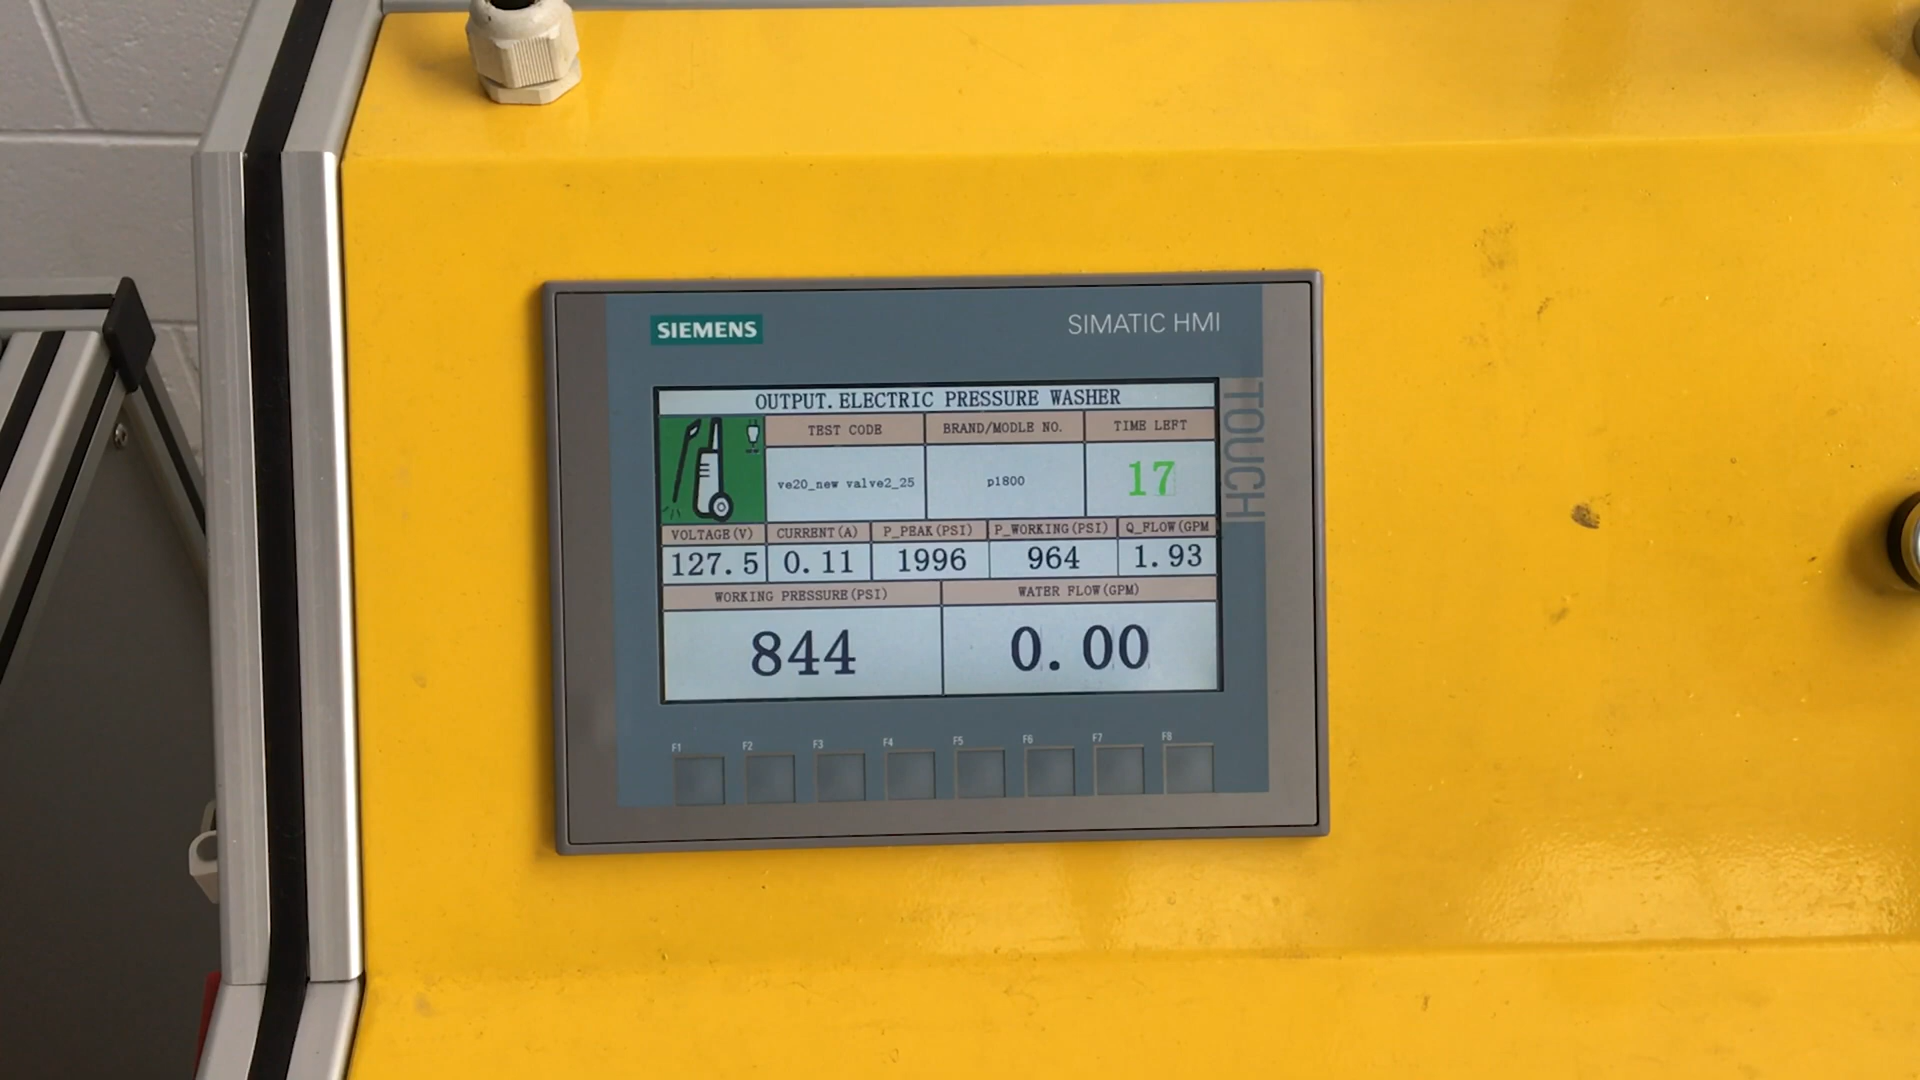 SIEMENS
SIMATIC HMI
TOUCH
OUTPUT.ELECTRIC PRESSURE WASHER
TEST CODE BRAND/MODLE NO. TIME LEFT
ve20_new valve2_25 p1800 17
VOLTAGE(V) CURRENT(A) P_PEAK(PSI) P_WORKING(PSI) Q_FLOW(GPM
127.5 0.11 1996 964 1.93
WORKING PRESSURE(PSI) WATER FLOW(GPM)
844 0.00
F1 F2 F3 F4 F5 F6 F7 F8